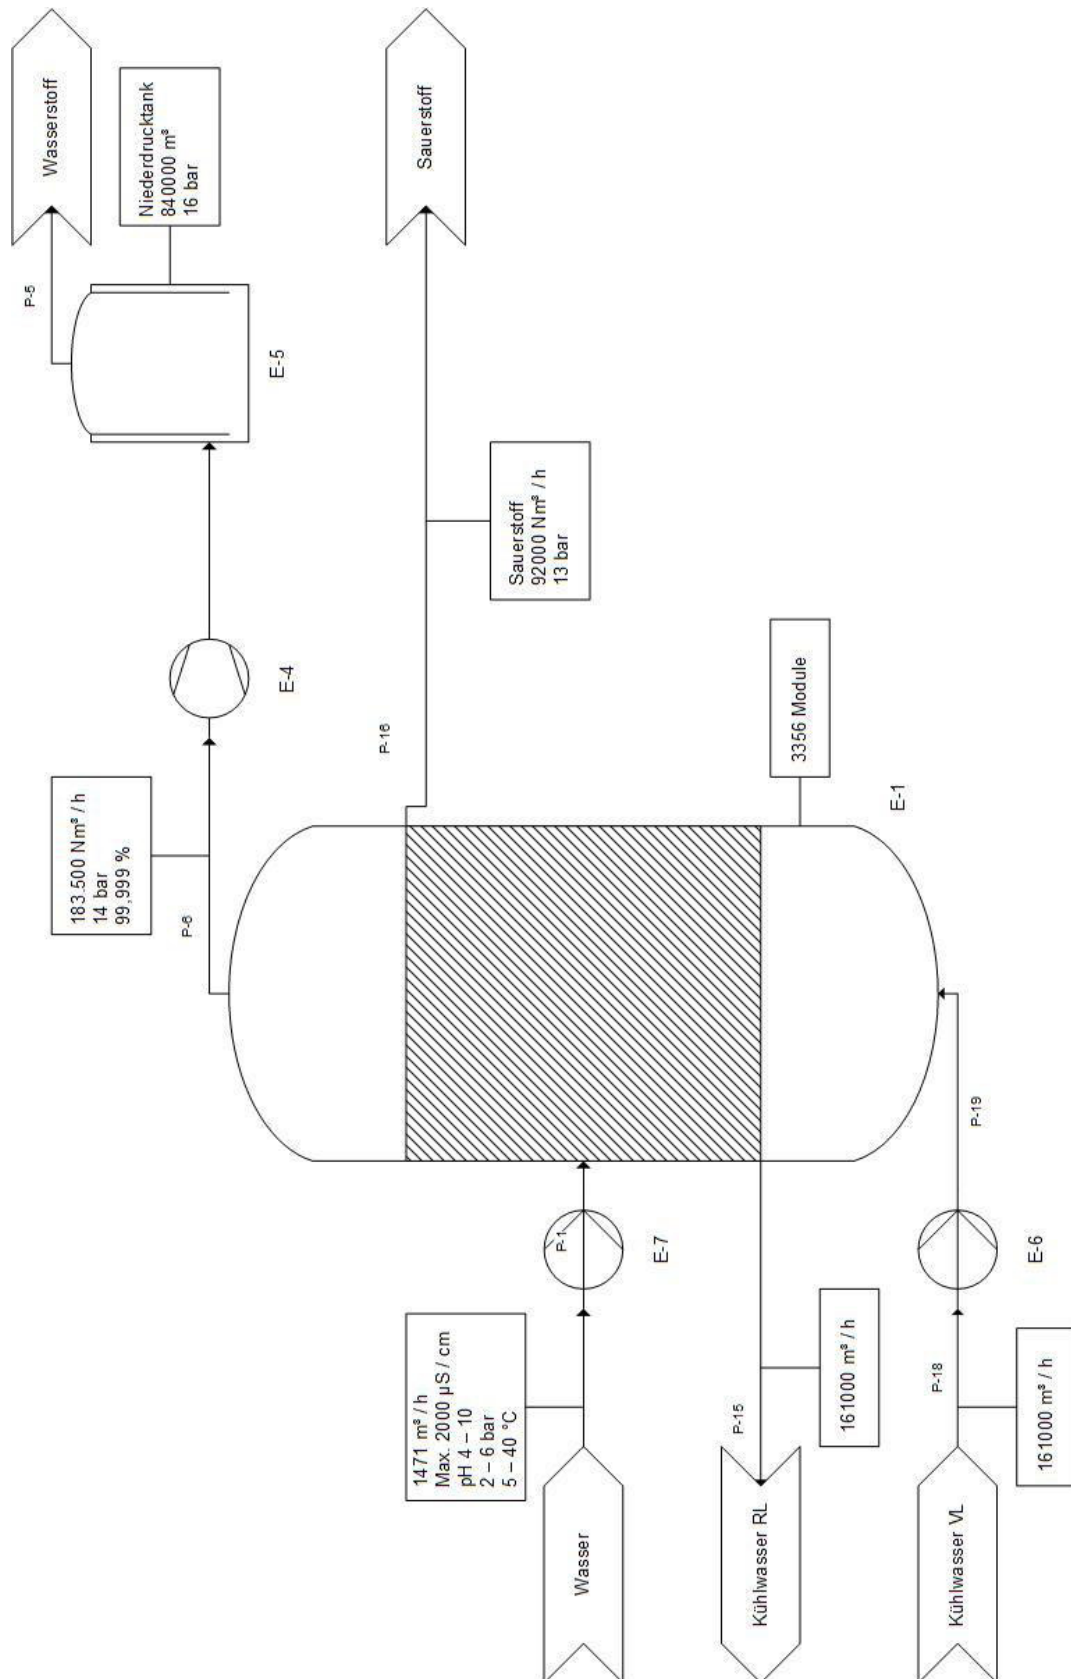 Wasserstoff
P-5
Niederdrucktank
840000 m³
16 bar
E-5
E-4
183.500 Nm³ / h
14 bar
99,999 %
P-6
Sauerstoff
P-16
Sauerstoff
92000 Nm³ / h
13 bar
3356 Module
E-1
Wasser
1471 m³ / h
Max. 2000 µS / cm
pH 4 – 10
2 – 6 bar
5 – 40 °C
P-1
E-7
Kühlwasser RL
P-15
161000 m³ / h
Kühlwasser VL
P-18
161000 m³ / h
E-6
P-19